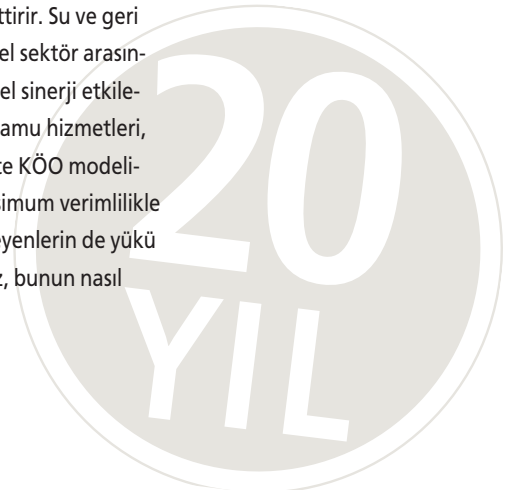 ttirir. Su ve geri
el sektör arasın-
el sinerji etkile-
amu hizmetleri,
te KÖO modeli-
simum verimlilikle
eyenlerin de yükü
z, bunun nasıl
20
YIL